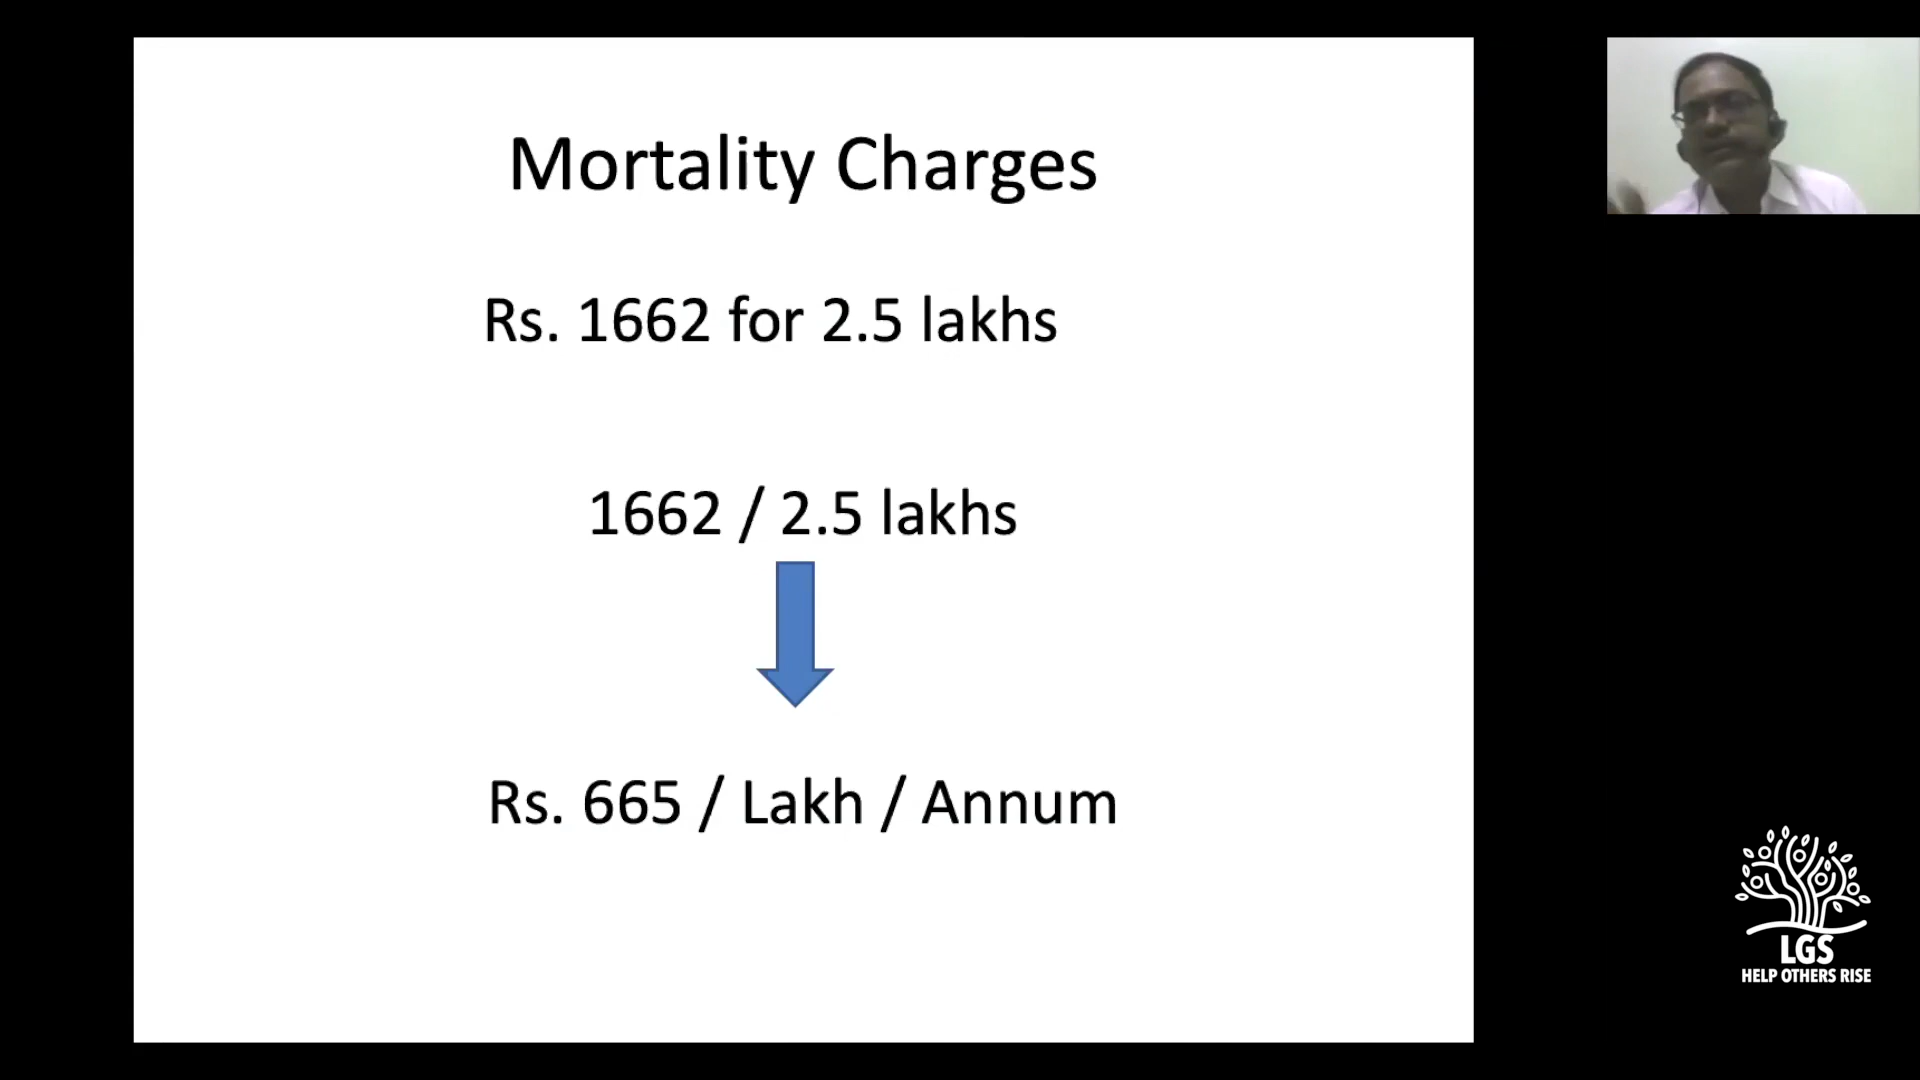 Mortality Charges
Rs. 1662 for 2.5 lakhs
1662 / 2.5 lakhs
Rs. 665 / Lakh / Annum
LGS
HELP OTHERS RISE